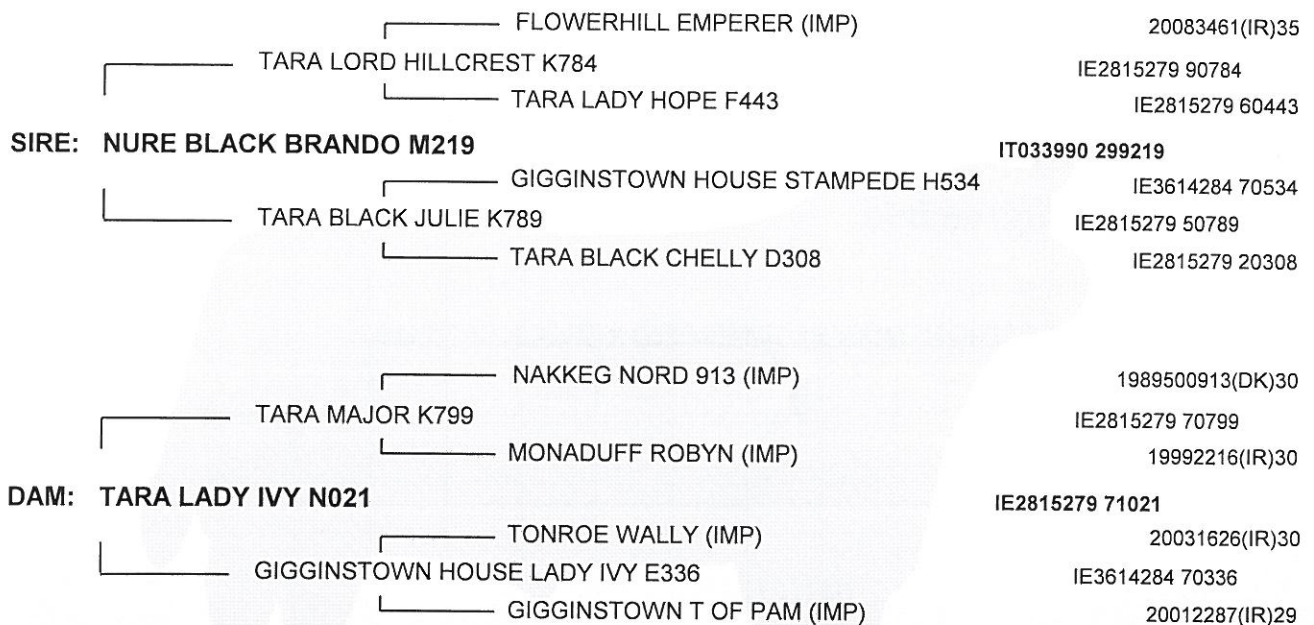 FLOWERHILL EMPERER (IMP) 20083461(IR)35
TARA LORD HILLCREST K784 IE2815279 90784
TARA LADY HOPE F443 IE2815279 60443
SIRE: NURE BLACK BRANDO M219 IT033990 299219
GIGGINSTOWN HOUSE STAMPEDE H534 IE3614284 70534
TARA BLACK JULIE K789 IE2815279 50789
TARA BLACK CHELLY D308 IE2815279 20308
NAKKEG NORD 913 (IMP) 1989500913(DK)30
TARA MAJOR K799 IE2815279 70799
MONADUFF ROBYN (IMP) 19992216(IR)30
DAM: TARA LADY IVY N021 IE2815279 71021
TONROE WALLY (IMP) 20031626(IR)30
GIGGINSTOWN HOUSE LADY IVY E336 IE3614284 70336
GIGGINSTOWN T OF PAM (IMP) 20012287(IR)29